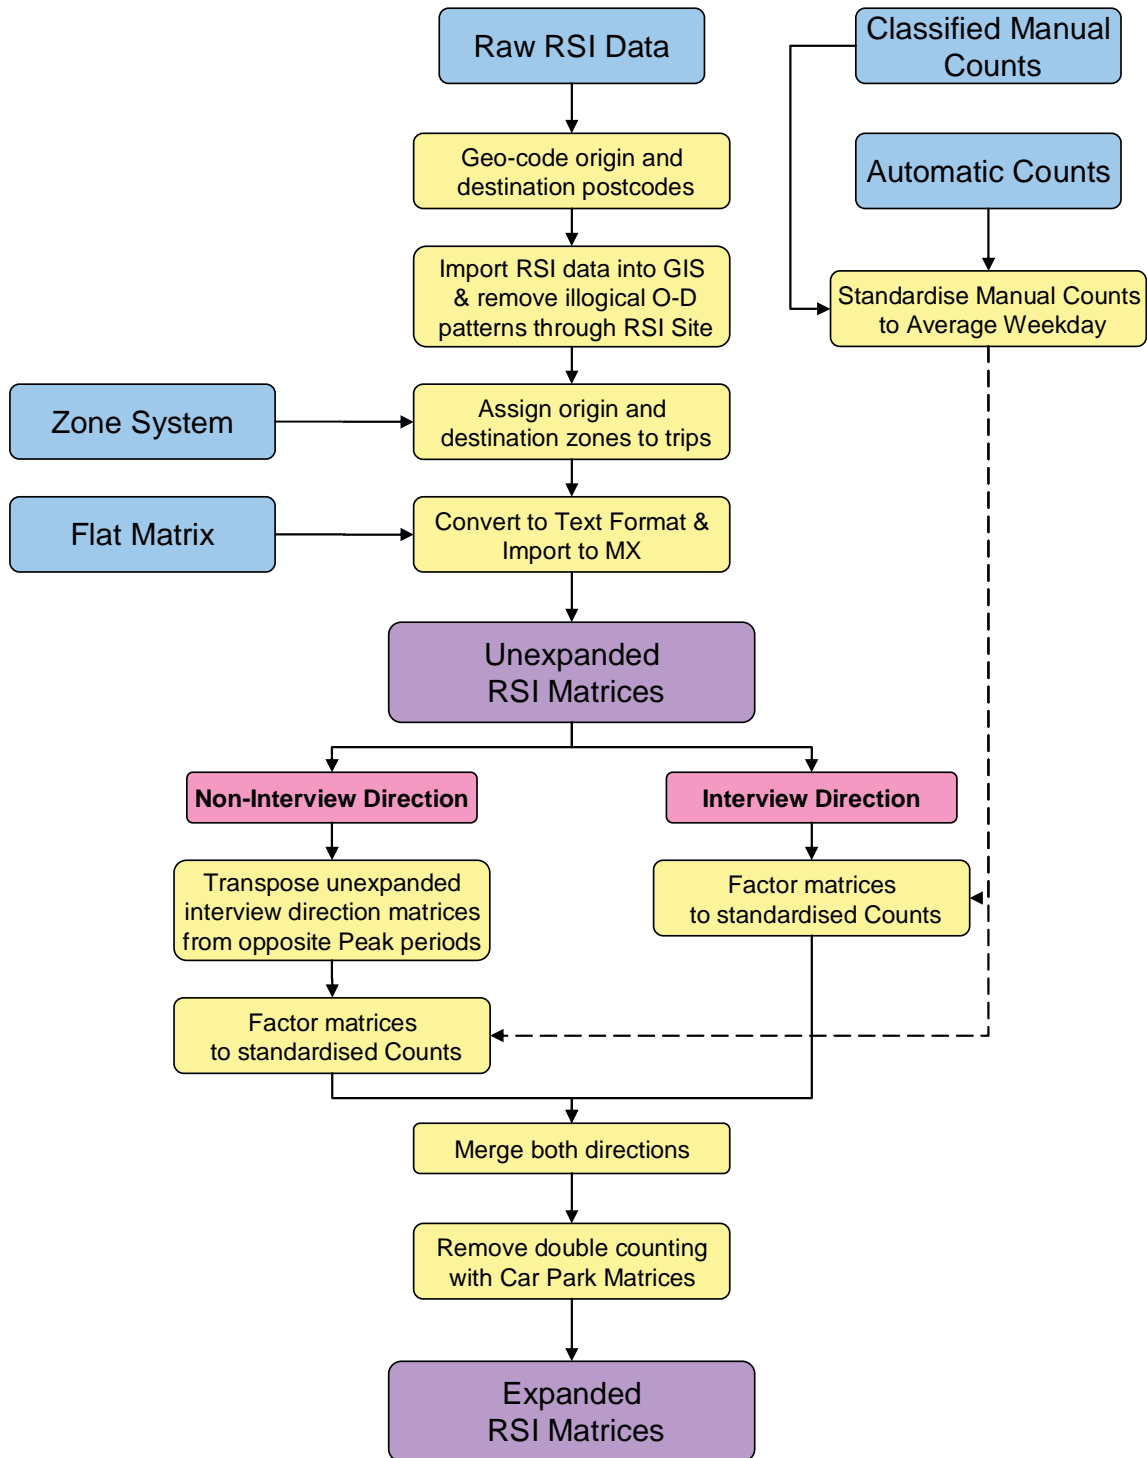 Raw RSI Data
Classified Manual
Counts
Geo-code origin and
destination postcodes
Automatic Counts
Import RSI data into GIS
& remove illogical O-D
patterns through RSI Site
Standardise Manual Counts
to Average Weekday
Zone System
Assign origin and
destination zones to trips
Flat Matrix
Convert to Text Format &
Import to MX
Unexpanded
RSI Matrices
Non-Interview Direction
Interview Direction
Transpose unexpanded
interview direction matrices
from opposite Peak periods
Factor matrices
to standardised Counts
Factor matrices
to standardised Counts
Merge both directions
Remove double counting
with Car Park Matrices
Expanded
RSI Matrices